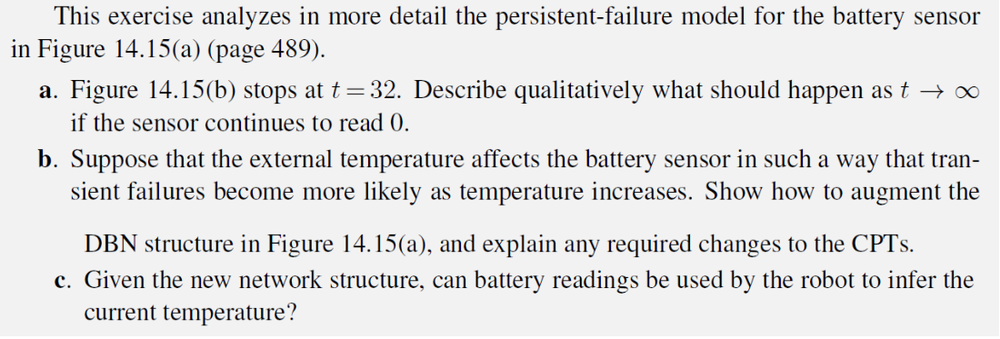 This exercise analyzes in more detail the persistent-failure model for the battery sensor
in Figure 14.15(a) (page 489).
a. Figure 14.15(b) stops at t = 32. Describe qualitatively what should happen as t → ∞
if the sensor continues to read 0.
b. Suppose that the external temperature affects the battery sensor in such a way that tran-
sient failures become more likely as temperature increases. Show how to augment the
DBN structure in Figure 14.15(a), and explain any required changes to the CPTs.
c. Given the new network structure, can battery readings be used by the robot to infer the
current temperature?